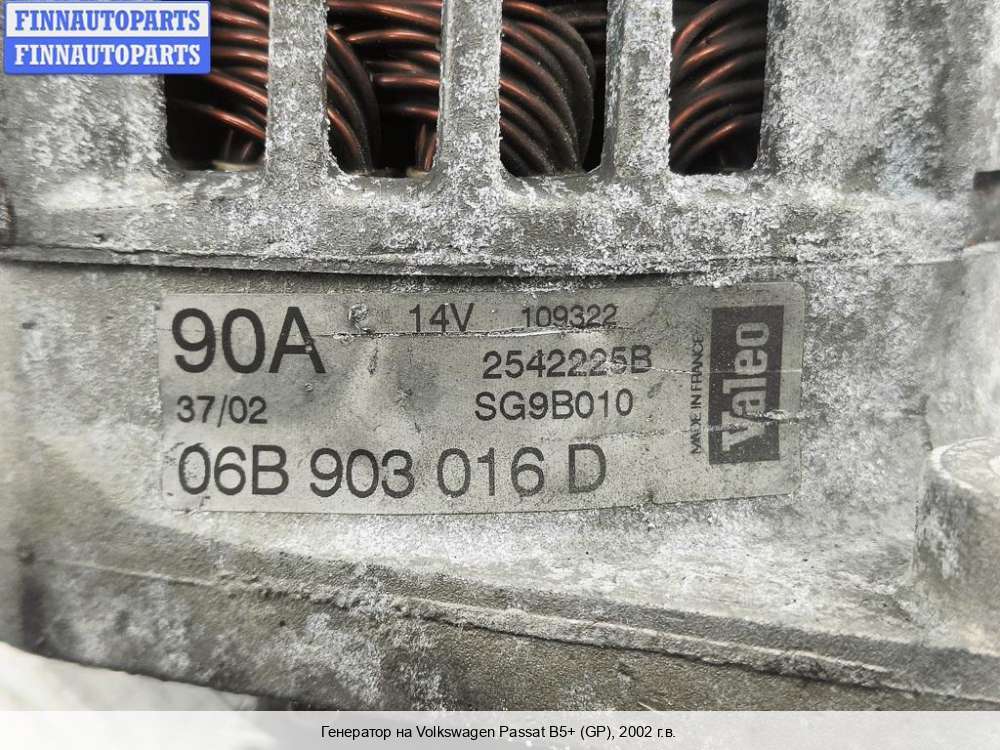 FINNAUTOPARTS
FINNAUTOPARTS
90A 14V 109322
2542225B
37/02 SG9B010
06B 903 016 D
MADE IN FRANCE
Valeo
Генератор на Volkswagen Passat B5+ (GP), 2002 г.в.